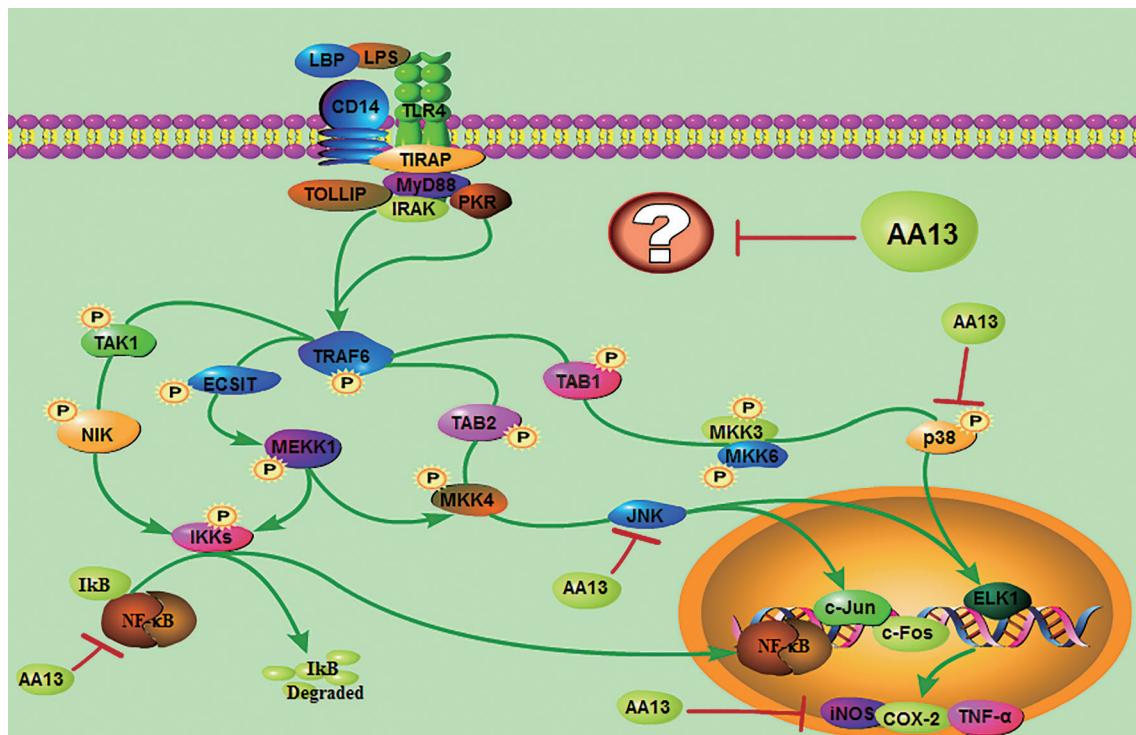 LBP
LPS
CD14
TLR4
TIRAP
MyD88
TOLLIP
IRAK
PKR
?
AA13
P
TAK1
TRAF6
P
P
ECSIT
TAB1
P
AA13
P
NIK
TAB2
P
P
MKK3
P
MKK6
p38
P
MEKK1
P
P
MKK4
P
IKKs
JNK
IkB
NF-κB
AA13
AA13
IkB
Degraded
c-Jun
ELK1
c-Fos
NF-κB
AA13
iNOS
COX-2
TNF-α